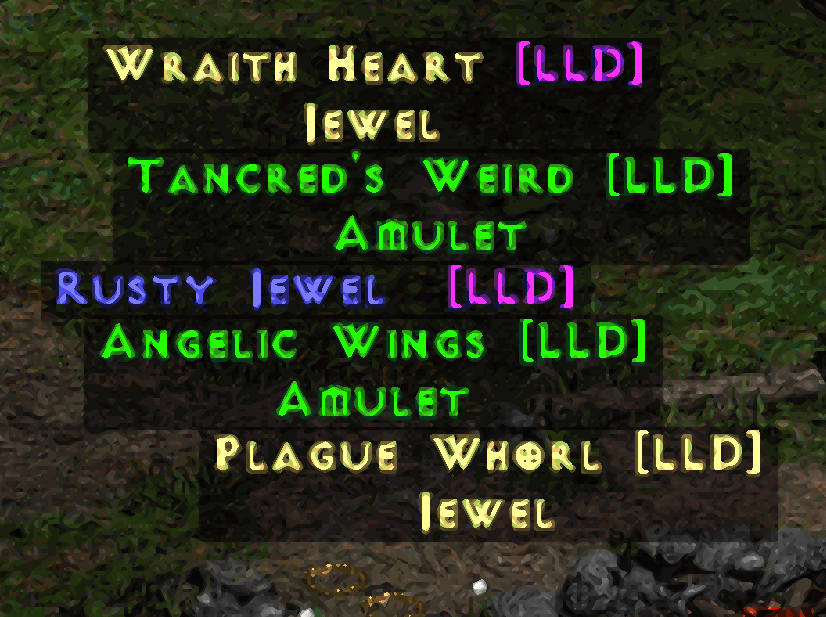 Wraith Heart [LLD]
Jewel
Tancred's Weird [LLD]
Amulet
Rusty Jewel [LLD]
Angelic Wings [LLD]
Amulet
Plague Whorl [LLD]
Jewel